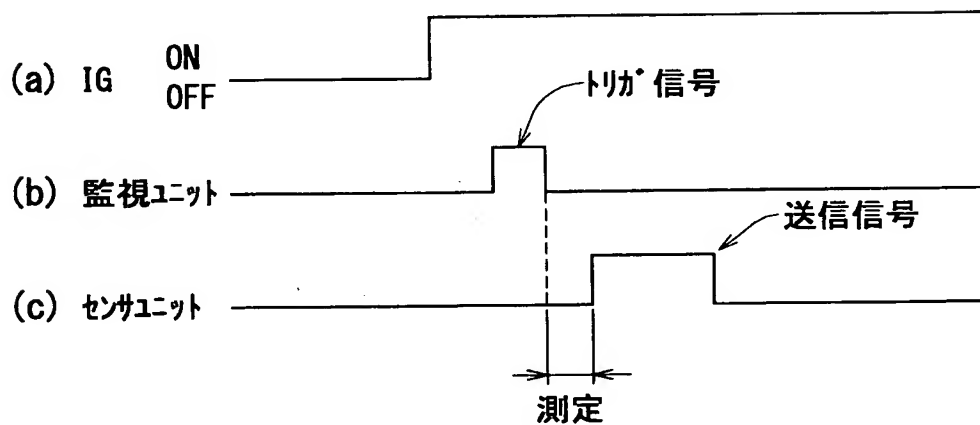 (a) IG ON
OFF
ﾄﾘｶﾞ信号
(b) 監視ﾕﾆｯﾄ
送信信号
(c) ｾﾝｻﾕﾆｯﾄ
測定